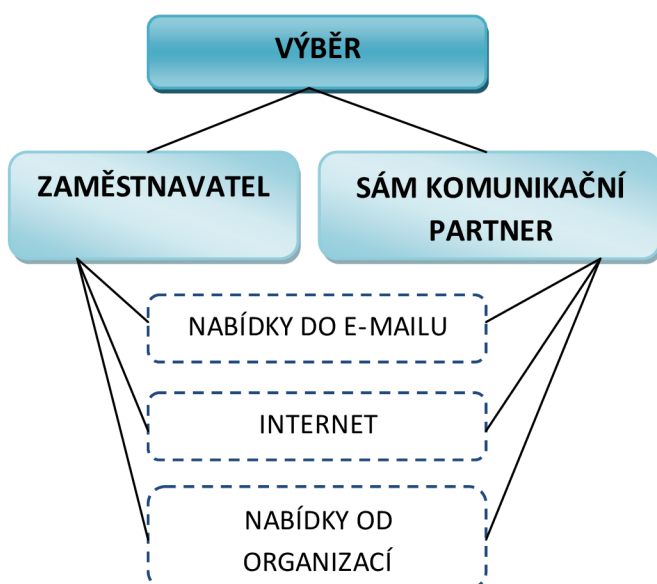 VÝBĚR
ZAMĚSTNAVATEL
SÁM KOMUNIKAČNÍ
PARTNER
NABÍDKY DO E-MAILU
INTERNET
NABÍDKY OD
ORGANIZACÍ